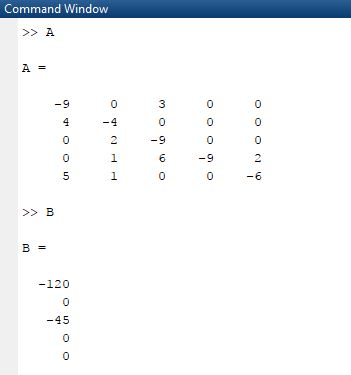 Command Window
>> A
A =
-9 0 3 0 0
4 -4 0 0 0
0 2 -9 0 0
0 1 6 -9 2
5 1 0 0 -6
>> B
B =
-120
0
-45
0
0